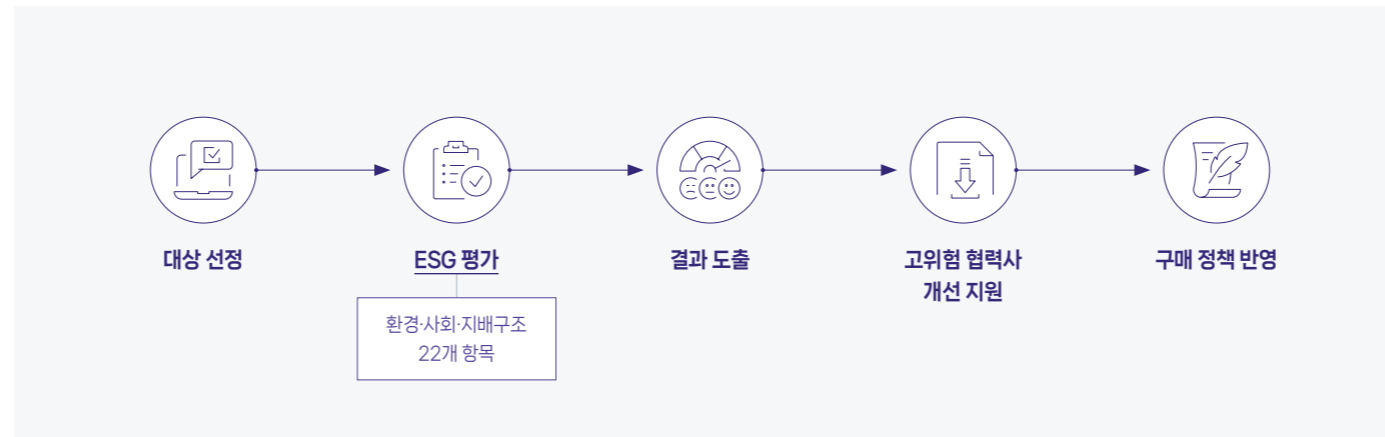 대상 선정
ESG 평가
환경·사회·지배구조
22개 항목
결과 도출
고위험 협력사
개선 지원
구매 정책 반영